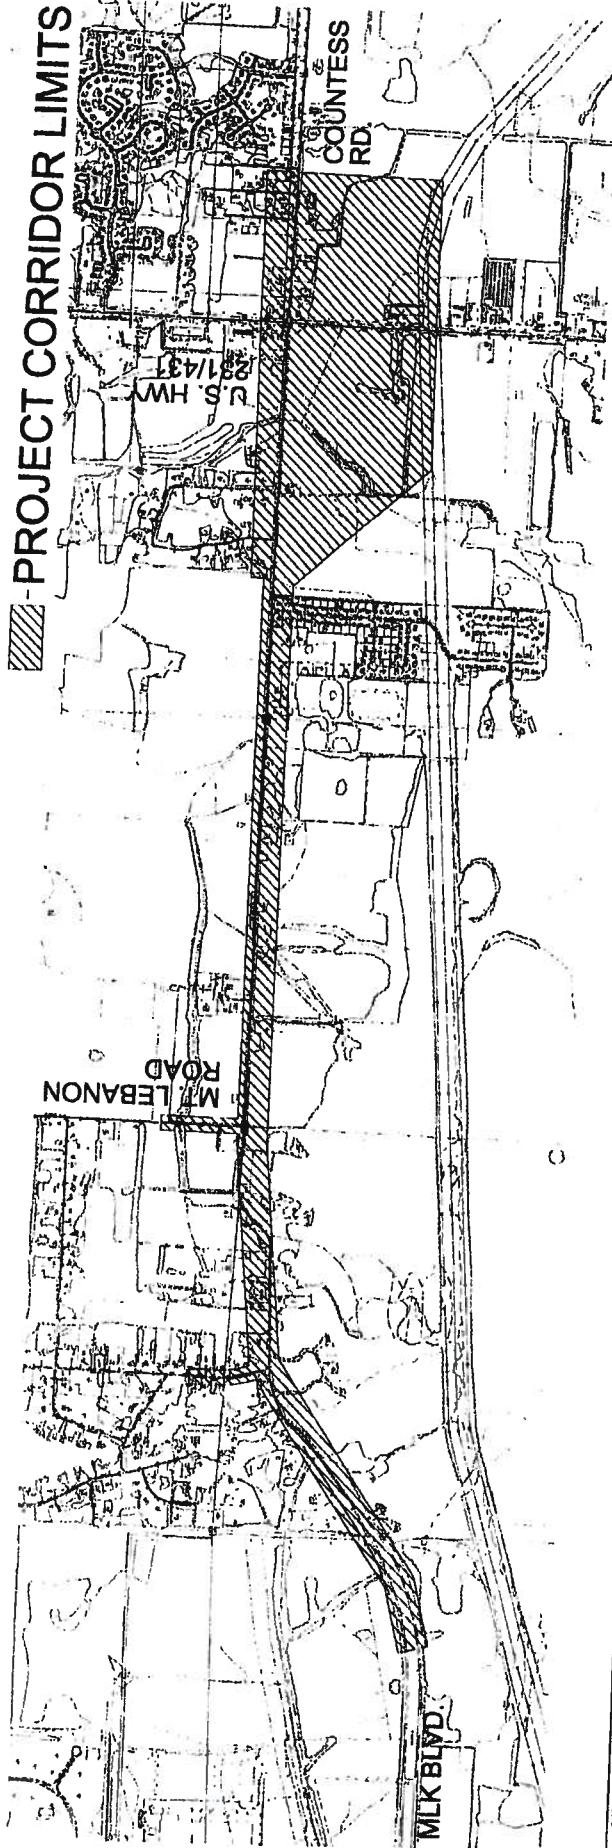 -PROJECT CORRIDOR LIMITS
COUNTESS
RD.
U.S. HWY
231/431
MT. LEBANON
ROAD
MLK BLVD.